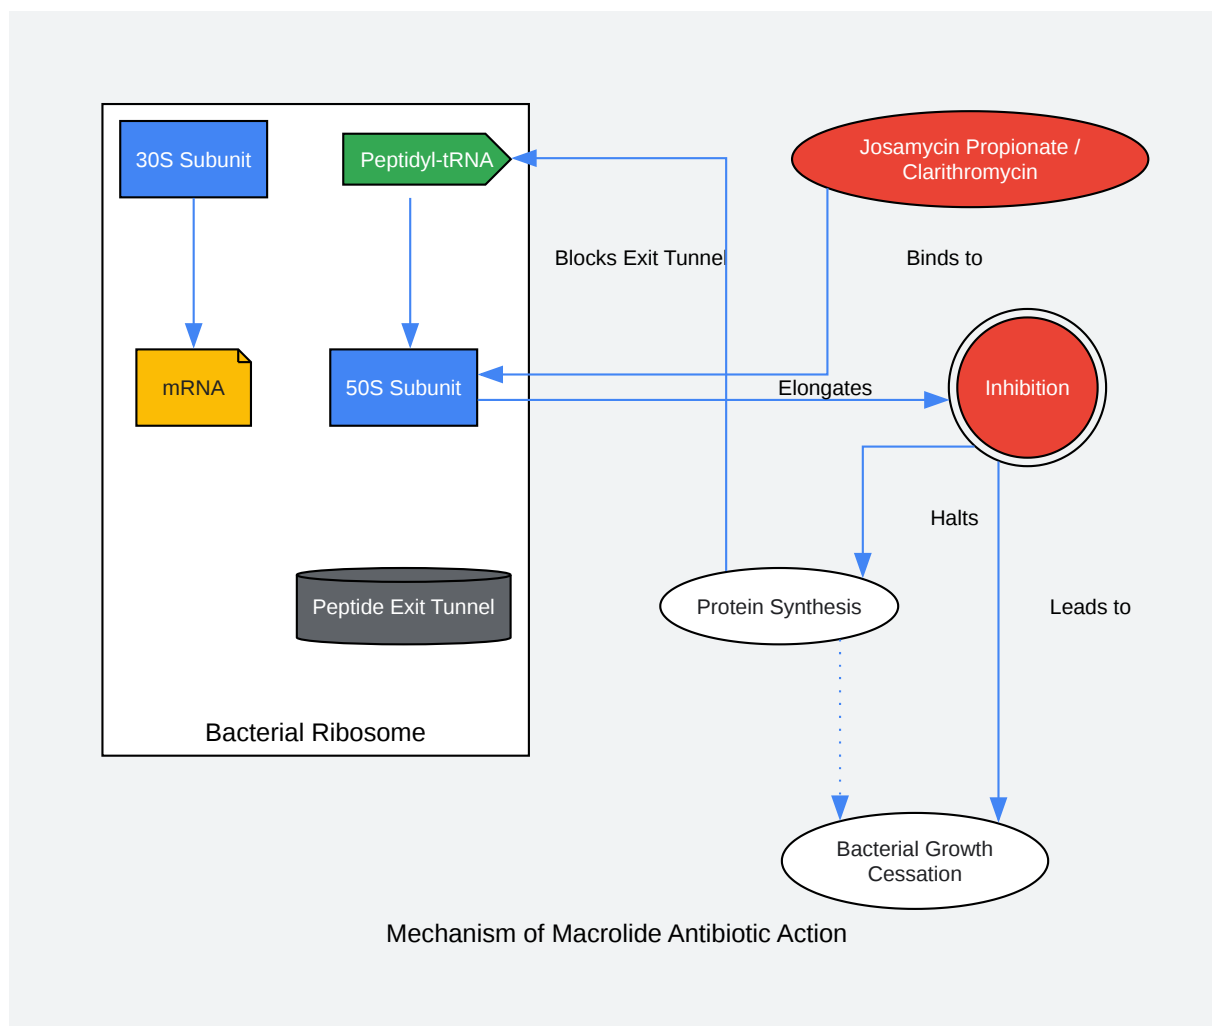 30S Subunit
Peptidyl-tRNA
Josamycin Propionate /
Clarithromycin
Blocks Exit Tunnel
Binds to
mRNA
50S Subunit
Elongates
Inhibition
Halts
Peptide Exit Tunnel
Protein Synthesis
Leads to
Bacterial Ribosome
Bacterial Growth
Cessation
Mechanism of Macrolide Antibiotic Action